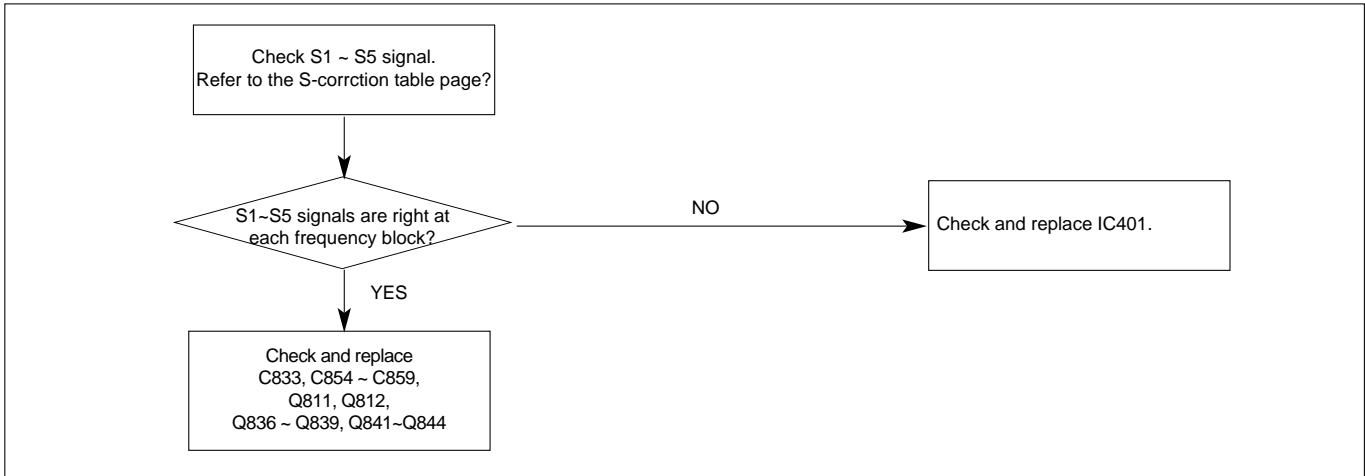 Check S1 ~ S5 signal.
Refer to the S-corrction table page?
S1~S5 signals are right at
each frequency block?
NO
Check and replace IC401.
YES
Check and replace
C833, C854 ~ C859,
Q811, Q812,
Q836 ~ Q839, Q841~Q844